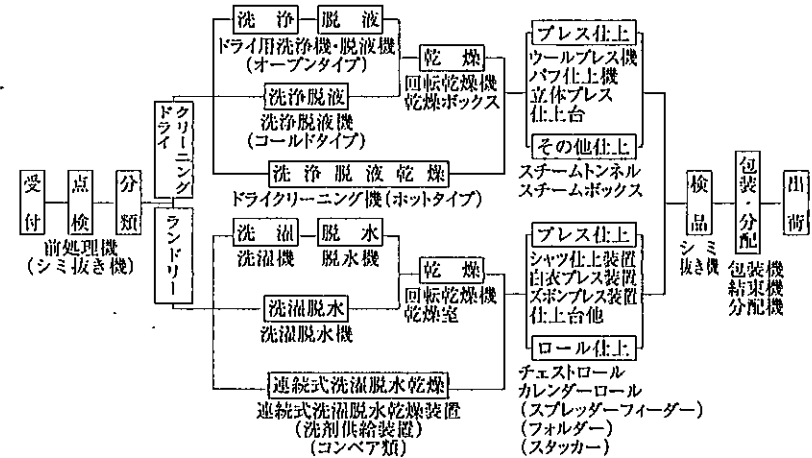 受付
点検
分類
前処理機
(シミ抜き機)
ドライ
クリーニング
ランドリー
洗浄
脱液
ドライ用洗浄機・脱液機
(オープンタイプ)
洗浄脱液
洗浄脱液機
(コールドタイプ)
乾燥
回転乾燥機
乾燥ボックス
洗浄脱液乾燥
ドライクリーニング機(ホットタイプ)
洗濯
脱水
洗濯機
脱水機
洗濯脱水
洗濯脱水機
乾燥
回転乾燥機
乾燥室
連続式洗濯脱水乾燥
連続式洗濯脱水乾燥装置
(洗剤供給装置)
(コンベア類)
プレス仕上
ウールプレス機
パフ仕上機
立体プレス
仕上台
その他仕上
スチームトンネル
スチームボックス
プレス仕上
シャツ仕上装置
白衣プレス装置
ズボンプレス装置
仕上台他
ロール仕上
チェストロール
カレンダーロール
(スプレッダーフィーダー)
(フォルダー)
(スタッカー)
検品
シミ
抜き機
包装・分配
包装機
結束機
分配機
出荷